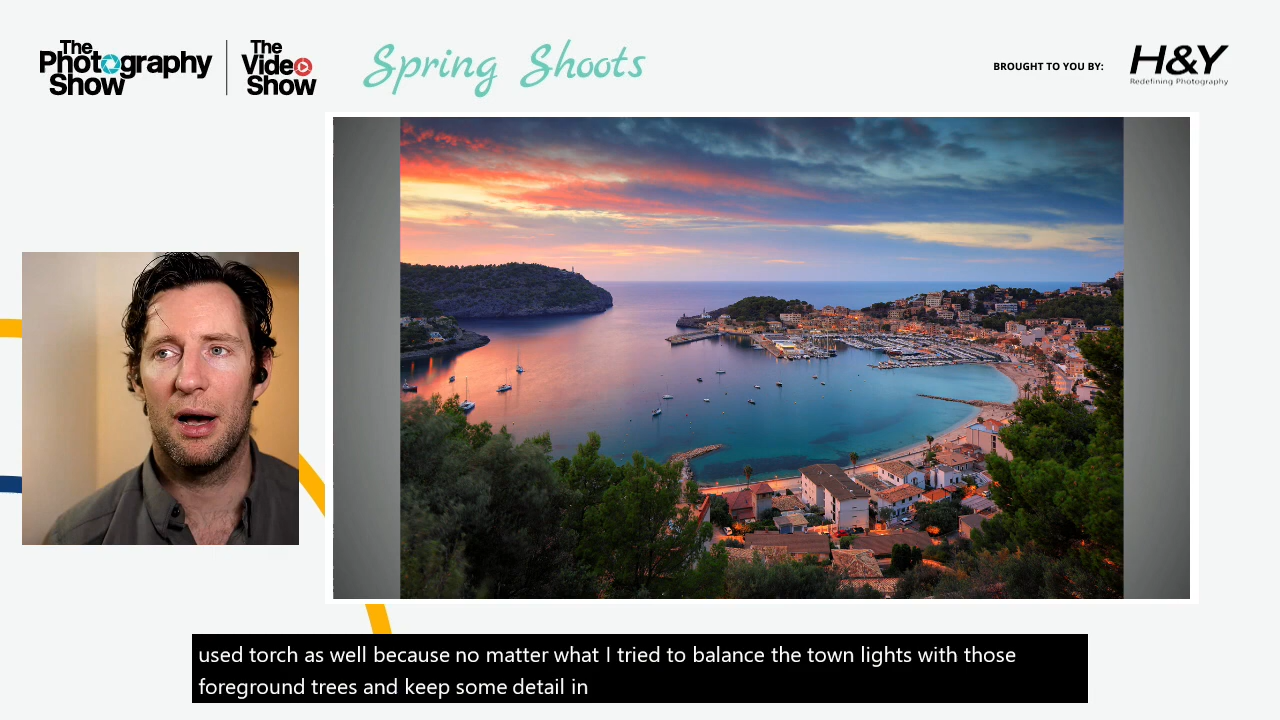 The Photography Show
The Video Show
Spring Shoots
BROUGHT TO YOU BY:
H&Y
Redefining Photography
used torch as well because no matter what I tried to balance the town lights with those
foreground trees and keep some detail in